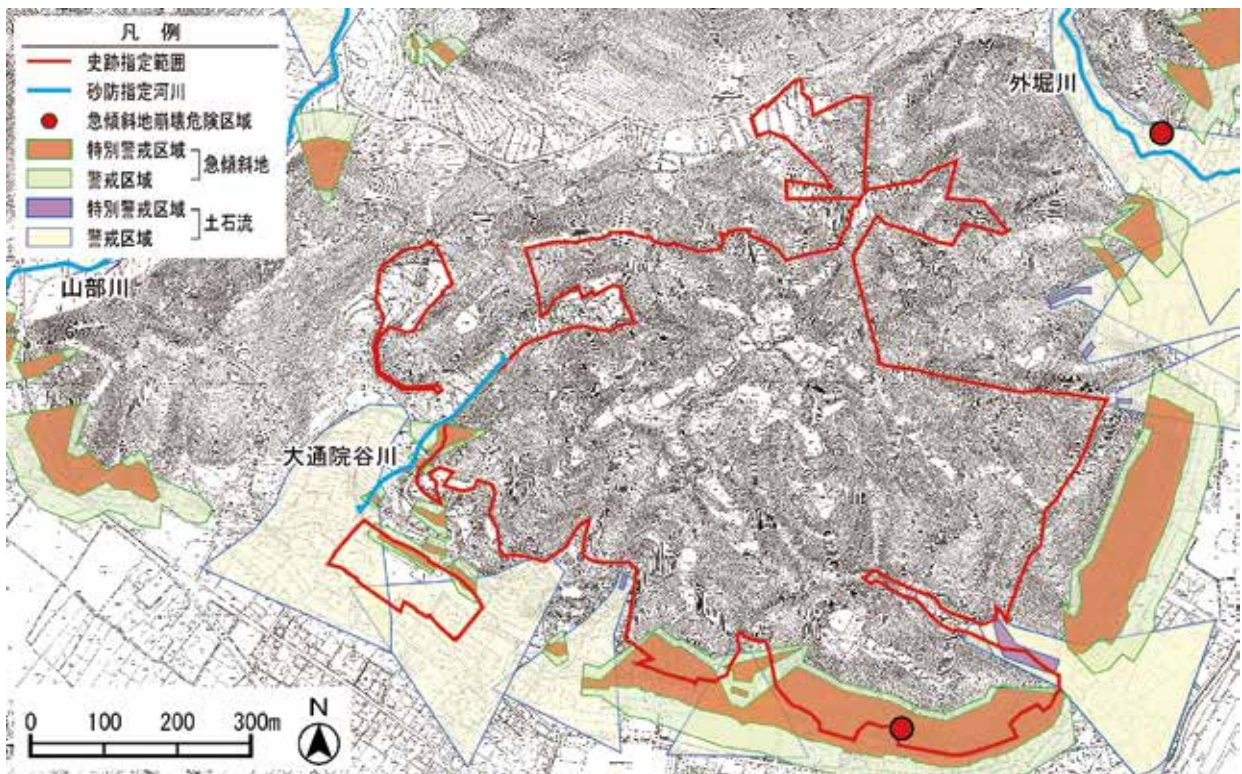 凡 例
史跡指定範囲
砂防指定河川
急傾斜地崩壊危険区域
特別警戒区域
警戒区域
急傾斜地
特別警戒区域
警戒区域
土石流
外堀川
山部川
大通院谷川
0 100 200 300m
N